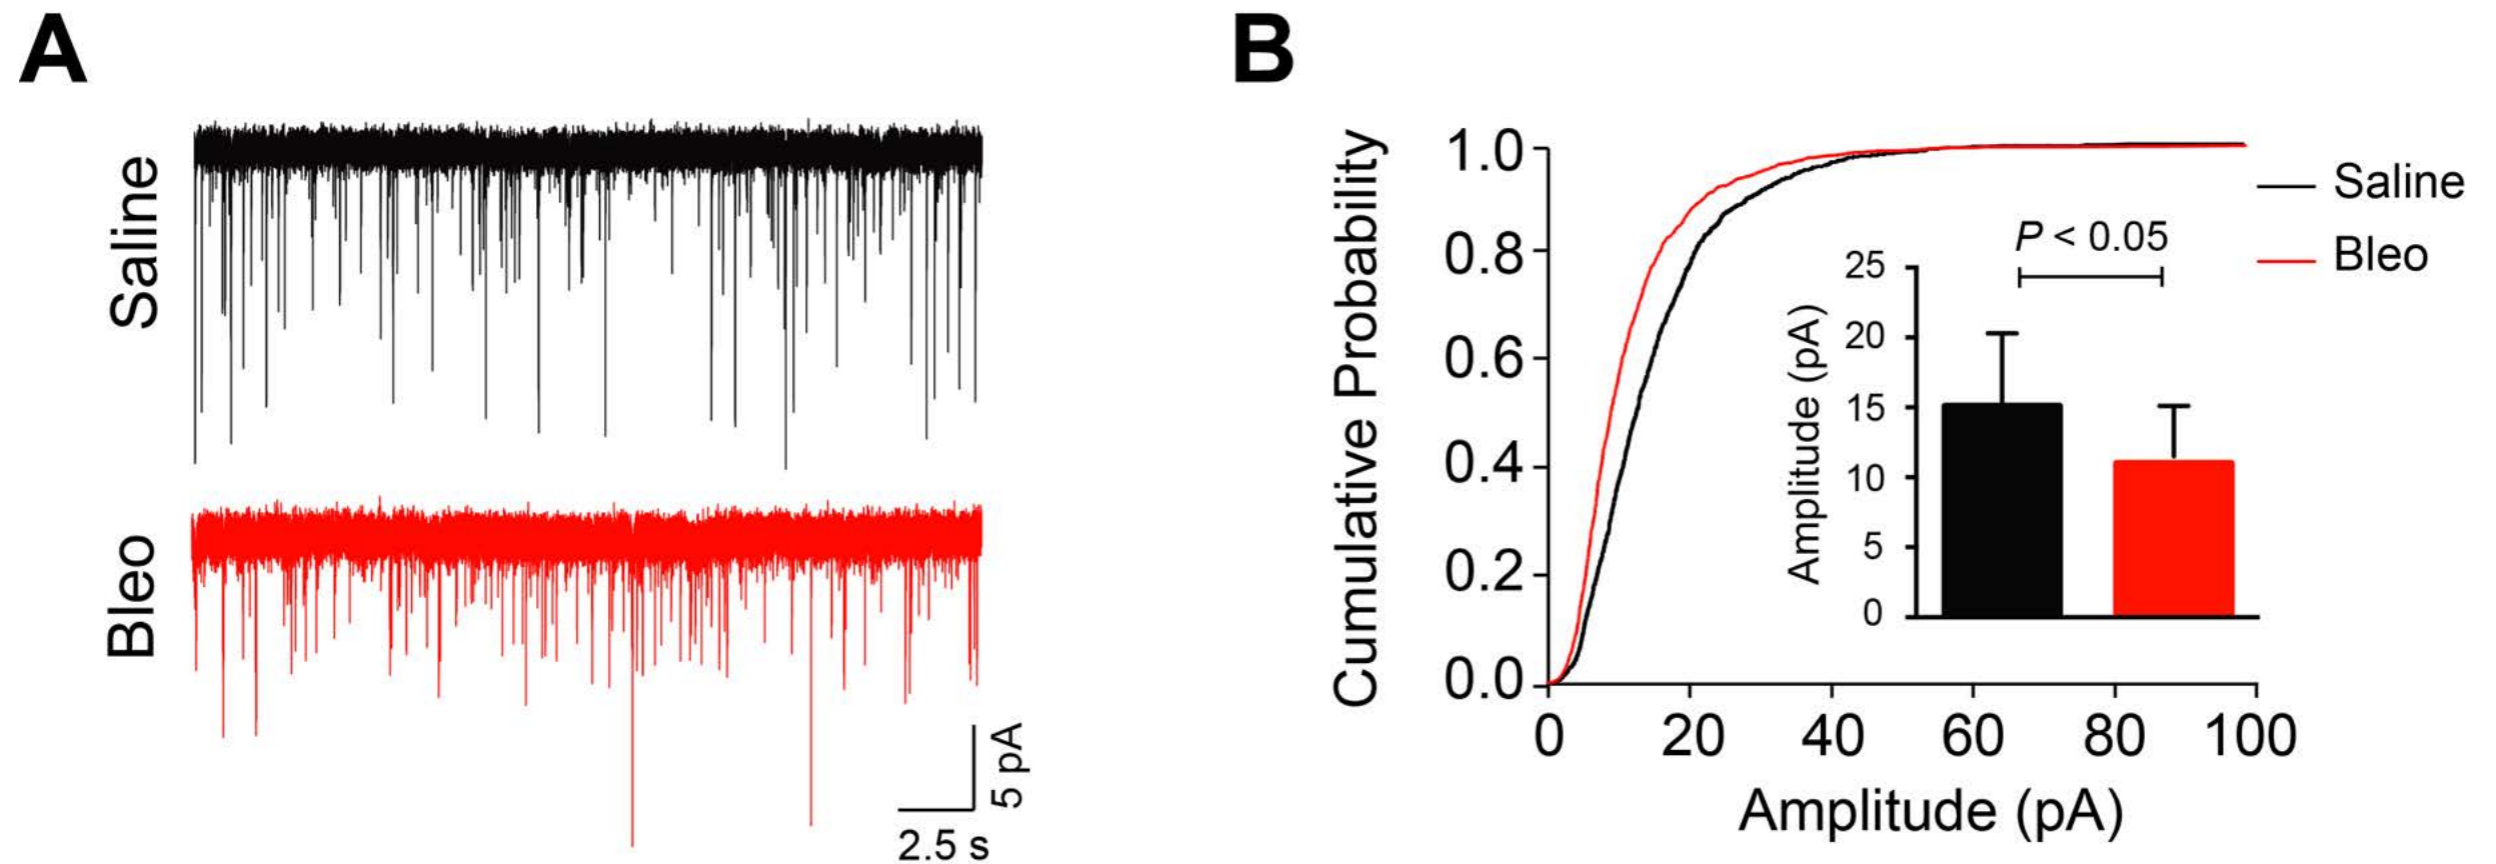 A
Saline
Bleo
5 pA
2.5 s
B
Cumulative Probability
1.0
0.8
0.6
0.4
0.2
0.0
0 20 40 60 80 100
Amplitude (pA)
Saline
Bleo
P < 0.05
Amplitude (pA)
25
20
15
10
5
0